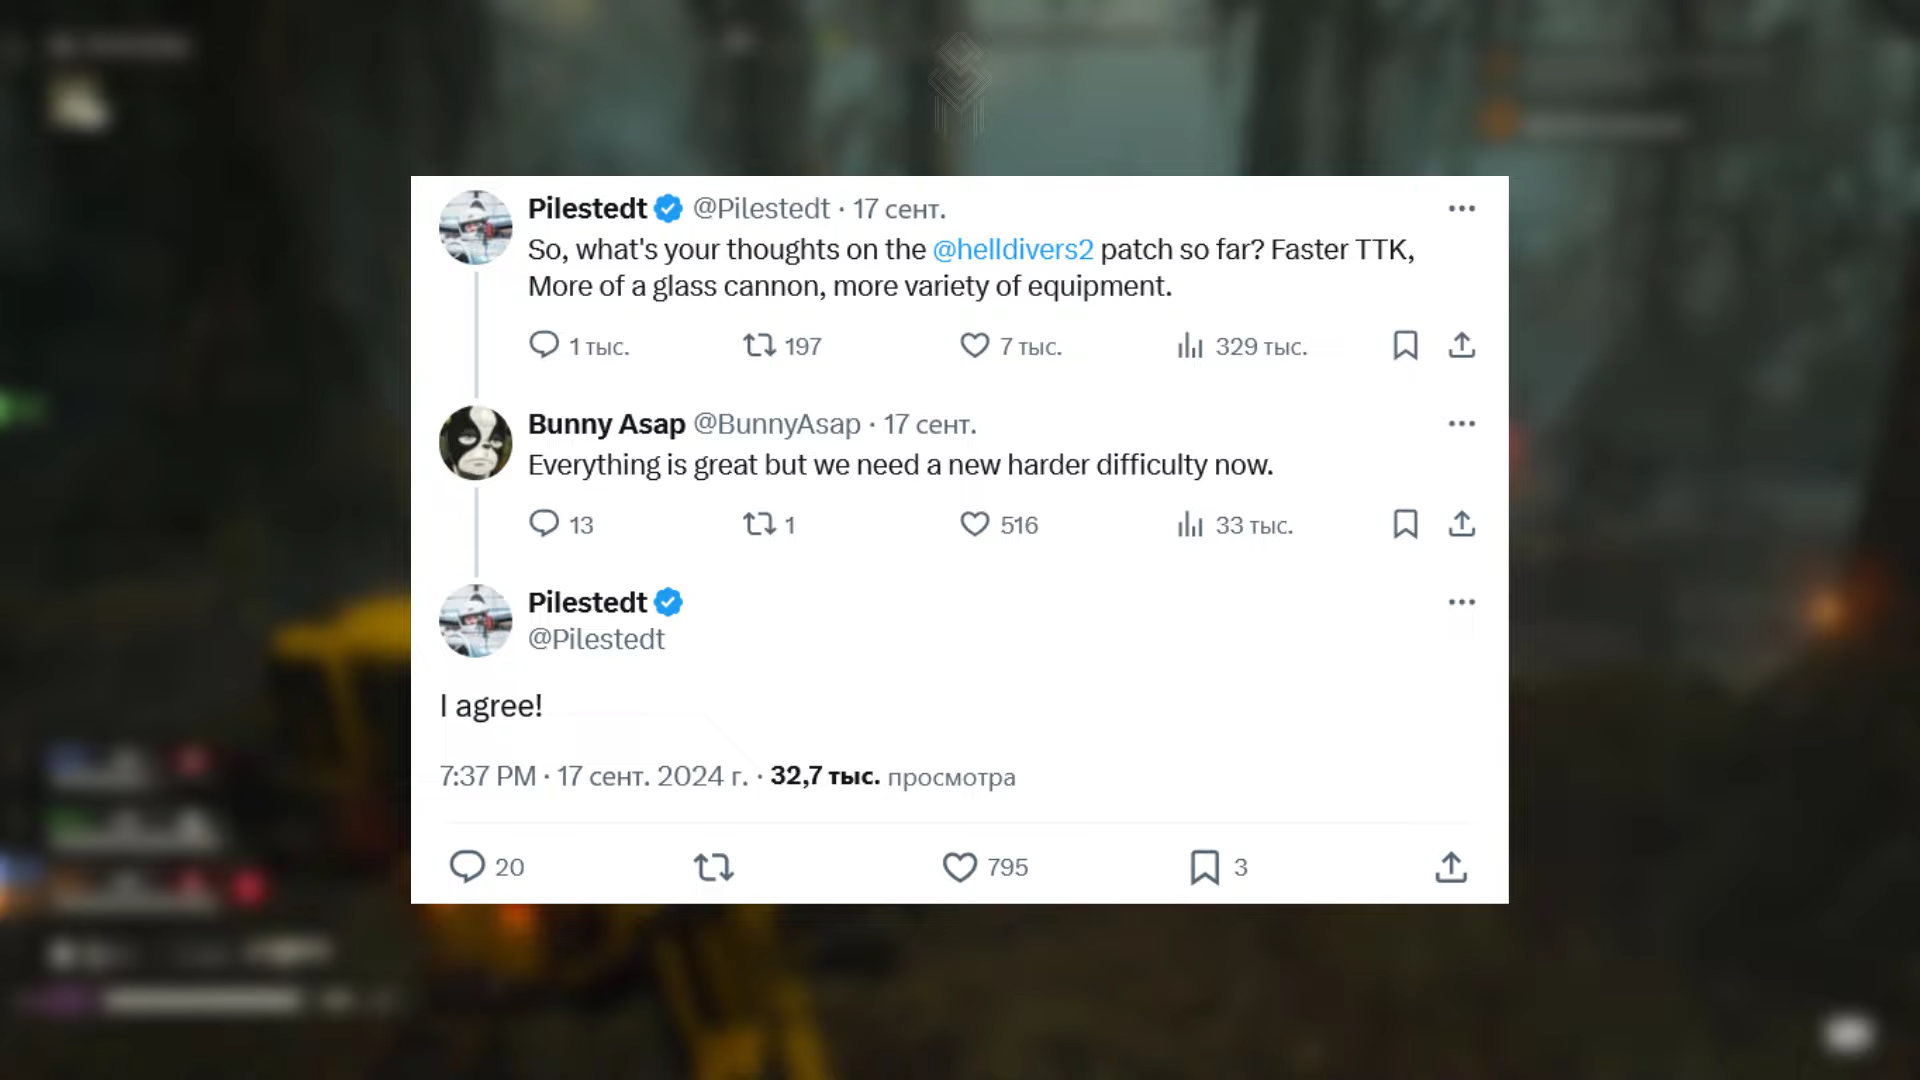 Pilestedt @Pilestedt · 17 сент.
So, what's your thoughts on the @helldivers2 patch so far? Faster TTK,
More of a glass cannon, more variety of equipment.
1 тыс. 197 7 тыс. 329 тыс.
Bunny Asap @BunnyAsap · 17 сент.
Everything is great but we need a new harder difficulty now.
13 1 516 33 тыс.
Pilestedt
@Pilestedt
I agree!
7:37 PM · 17 сент. 2024 г. · 32,7 тыс. просмотра
20 795 3